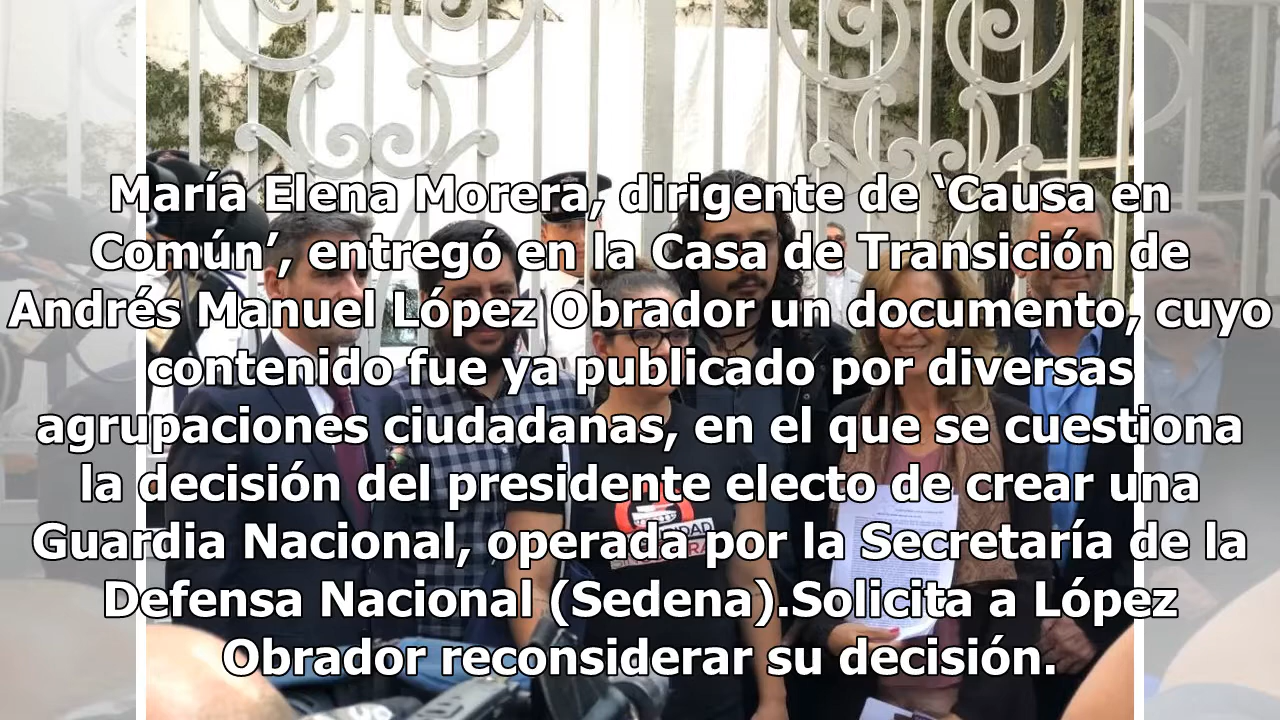 María Elena Morera, dirigente de ‘Causa en
Común’, entregó en la Casa de Transición de
Andrés Manuel López Obrador un documento, cuyo
contenido fue ya publicado por diversas
agrupaciones ciudadanas, en el que se cuestiona
la decisión del presidente electo de crear una
Guardia Nacional, operada por la Secretaría de la
Defensa Nacional (Sedena).Solicita a López
Obrador reconsiderar su decisión.